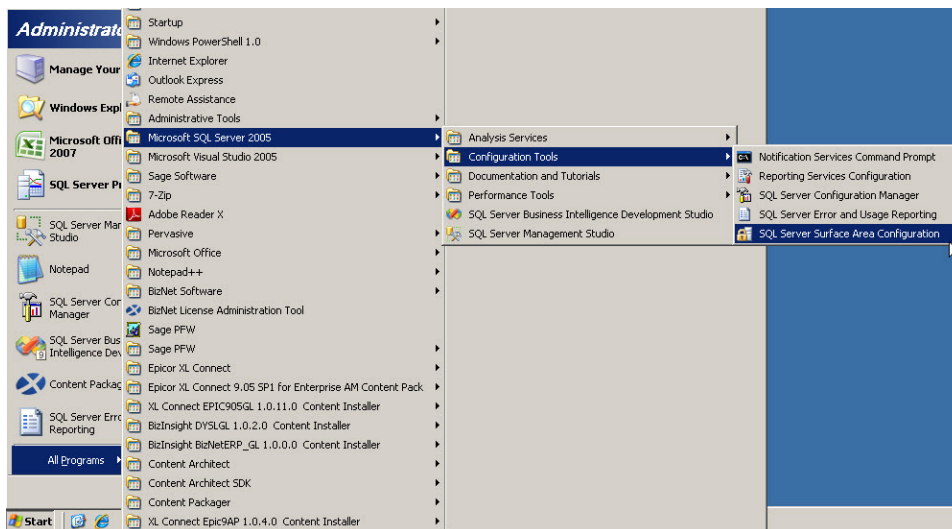 Administrat
Manage Your
Windows Expl
Microsoft Offi
2007
SQL Server Pr
SQL Server Man
Studio
Notepad
SQL Server Con
Manager
SQL Server Bus
Intelligence Dev
Content Packag
SQL Server Erro
Reporting
All Programs
Start
Startup
Windows PowerShell 1.0
Internet Explorer
Outlook Express
Remote Assistance
Administrative Tools
Microsoft SQL Server 2005
Microsoft Visual Studio 2005
Sage Software
7-Zip
Adobe Reader X
Pervasive
Microsoft Office
Notepad++
BizNet Software
BizNet License Administration Tool
Sage PFW
Sage PFW
Epicor XL Connect
Epicor XL Connect 9.05 SP1 for Enterprise AM Content Pack
XL Connect EPIC905GL 1.0.11.0 Content Installer
BizInsight DYSLGL 1.0.2.0 Content Installer
BizInsight BizNetERP_GL 1.0.0.0 Content Installer
Content Architect
Content Architect SDK
Content Packager
XL Connect Epic9AP 1.0.4.0 Content Installer
Analysis Services
Configuration Tools
Documentation and Tutorials
Performance Tools
SQL Server Business Intelligence Development Studio
SQL Server Management Studio
Notification Services Command Prompt
Reporting Services Configuration
SQL Server Configuration Manager
SQL Server Error and Usage Reporting
SQL Server Surface Area Configuration